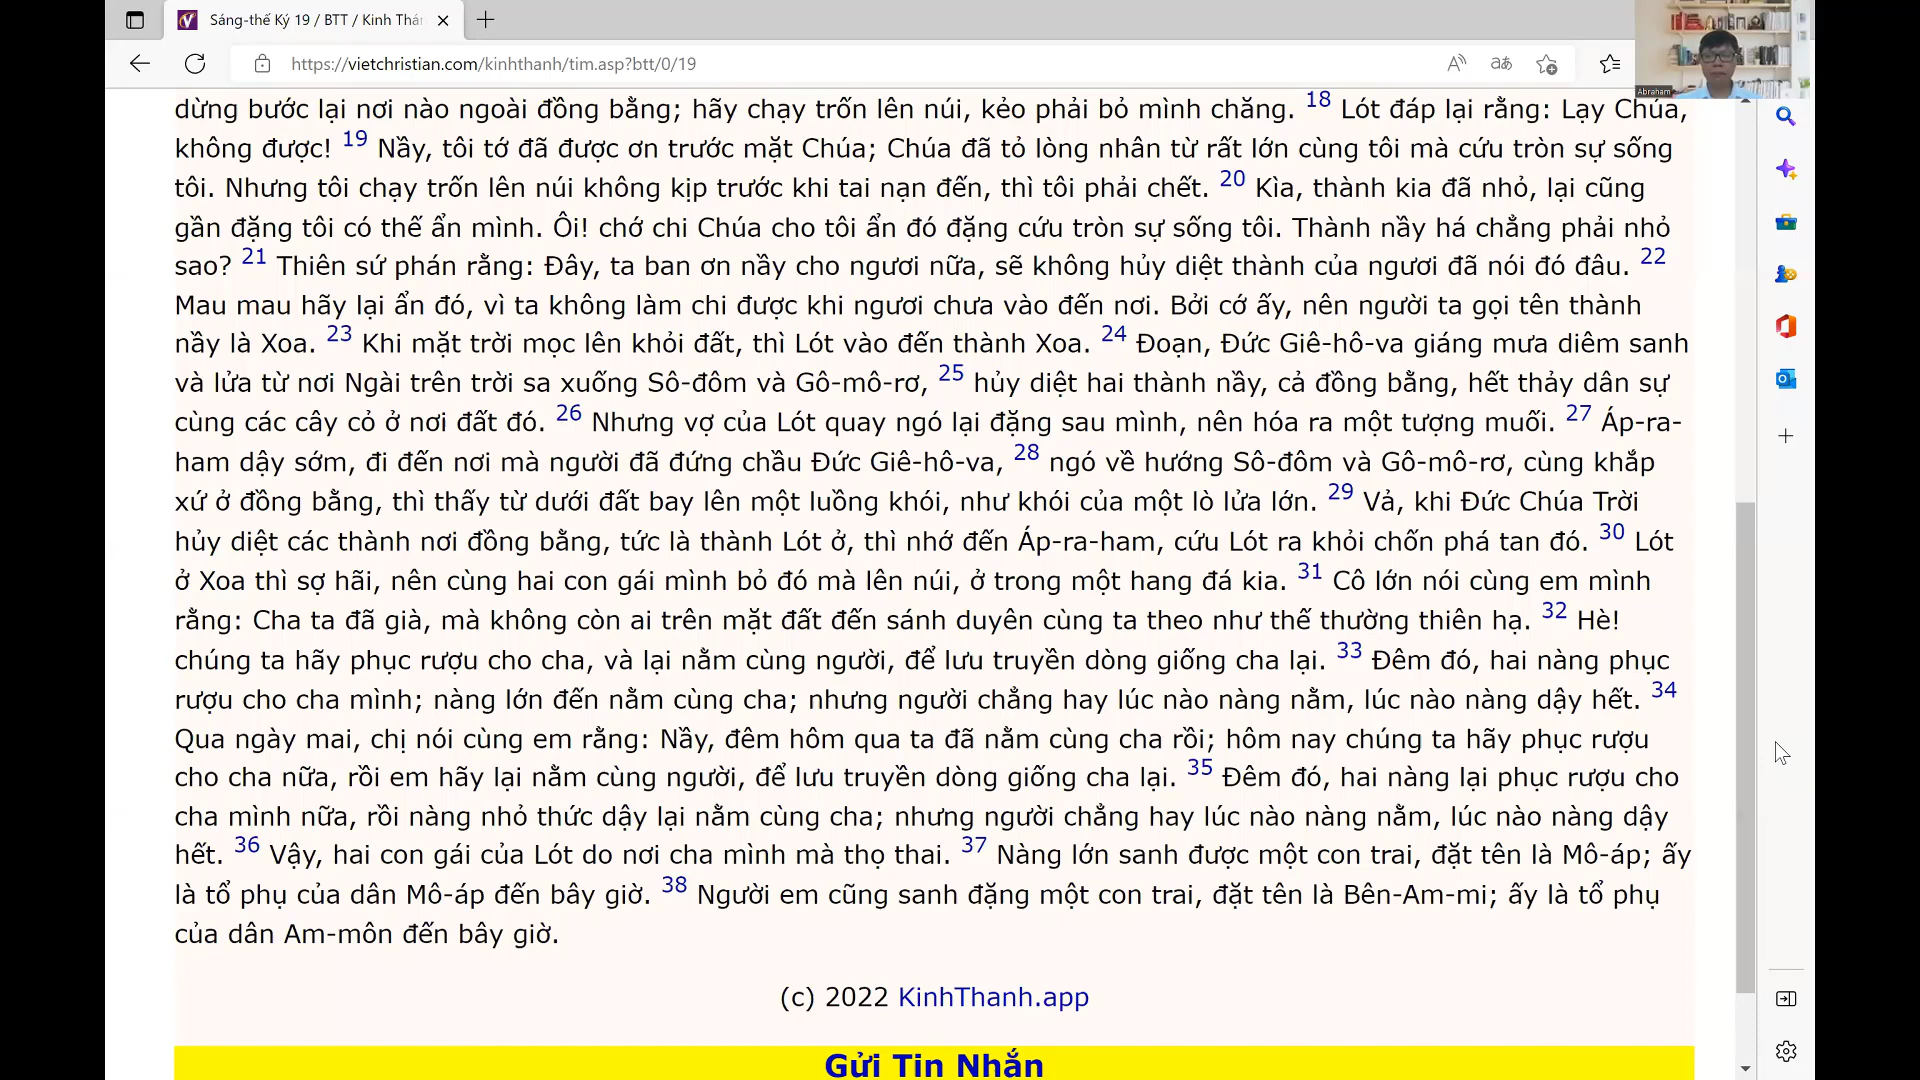 Sáng-thế Ký 19 / BTT / Kinh Thán
https://vietchristian.com/kinhthanh/tim.asp?btt/0/19
Abraham
dừng bước lại nơi nào ngoài đồng bằng; hãy chạy trốn lên núi, kẻo phải bỏ mình chăng. 18 Lót đáp lại rằng: Lạy Chúa,
không được! 19 Nầy, tôi tớ đã được ơn trước mặt Chúa; Chúa đã tỏ lòng nhân từ rất lớn cùng tôi mà cứu tròn sự sống
tôi. Nhưng tôi chạy trốn lên núi không kịp trước khi tai nạn đến, thì tôi phải chết. 20 Kìa, thành kia đã nhỏ, lại cũng
gần đặng tôi có thế ẩn mình. Ôi! chớ chi Chúa cho tôi ẩn đó đặng cứu tròn sự sống tôi. Thành nầy há chẳng phải nhỏ
sao? 21 Thiên sứ phán rằng: Đây, ta ban ơn nầy cho ngươi nữa, sẽ không hủy diệt thành của ngươi đã nói đó đâu. 22
Mau mau hãy lại ẩn đó, vì ta không làm chi được khi ngươi chưa vào đến nơi. Bởi cớ ấy, nên người ta gọi tên thành
nầy là Xoa. 23 Khi mặt trời mọc lên khỏi đất, thì Lót vào đến thành Xoa. 24 Đoạn, Đức Giê-hô-va giáng mưa diêm sanh
và lửa từ nơi Ngài trên trời sa xuống Sô-đôm và Gô-mô-rơ, 25 hủy diệt hai thành nầy, cả đồng bằng, hết thảy dân sự
cùng các cây cỏ ở nơi đất đó. 26 Nhưng vợ của Lót quay ngó lại đặng sau mình, nên hóa ra một tượng muối. 27 Áp-ra-
ham dậy sớm, đi đến nơi mà người đã đứng chầu Đức Giê-hô-va, 28 ngó về hướng Sô-đôm và Gô-mô-rơ, cùng khắp
xứ ở đồng bằng, thì thấy từ dưới đất bay lên một luồng khói, như khói của một lò lửa lớn. 29 Vả, khi Đức Chúa Trời
hủy diệt các thành nơi đồng bằng, tức là thành Lót ở, thì nhớ đến Áp-ra-ham, cứu Lót ra khỏi chốn phá tan đó. 30 Lót
ở Xoa thì sợ hãi, nên cùng hai con gái mình bỏ đó mà lên núi, ở trong một hang đá kia. 31 Cô lớn nói cùng em mình
rằng: Cha ta đã già, mà không còn ai trên mặt đất đến sánh duyên cùng ta theo như thế thường thiên hạ. 32 Hè!
chúng ta hãy phục rượu cho cha, và lại nằm cùng người, để lưu truyền dòng giống cha lại. 33 Đêm đó, hai nàng phục
rượu cho cha mình; nàng lớn đến nằm cùng cha; nhưng người chẳng hay lúc nào nàng nằm, lúc nào nàng dậy hết. 34
Qua ngày mai, chị nói cùng em rằng: Nầy, đêm hôm qua ta đã nằm cùng cha rồi; hôm nay chúng ta hãy phục rượu
cho cha nữa, rồi em hãy lại nằm cùng người, để lưu truyền dòng giống cha lại. 35 Đêm đó, hai nàng lại phục rượu cho
cha mình nữa, rồi nàng nhỏ thức dậy lại nằm cùng cha; nhưng người chẳng hay lúc nào nàng nằm, lúc nào nàng dậy
hết. 36 Vậy, hai con gái của Lót do nơi cha mình mà thọ thai. 37 Nàng lớn sanh được một con trai, đặt tên là Mô-áp; ấy
là tổ phụ của dân Mô-áp đến bây giờ. 38 Người em cũng sanh đặng một con trai, đặt tên là Bên-Am-mi; ấy là tổ phụ
của dân Am-môn đến bây giờ.
(c) 2022 KinhThanh.app
Gửi Tin Nhắn